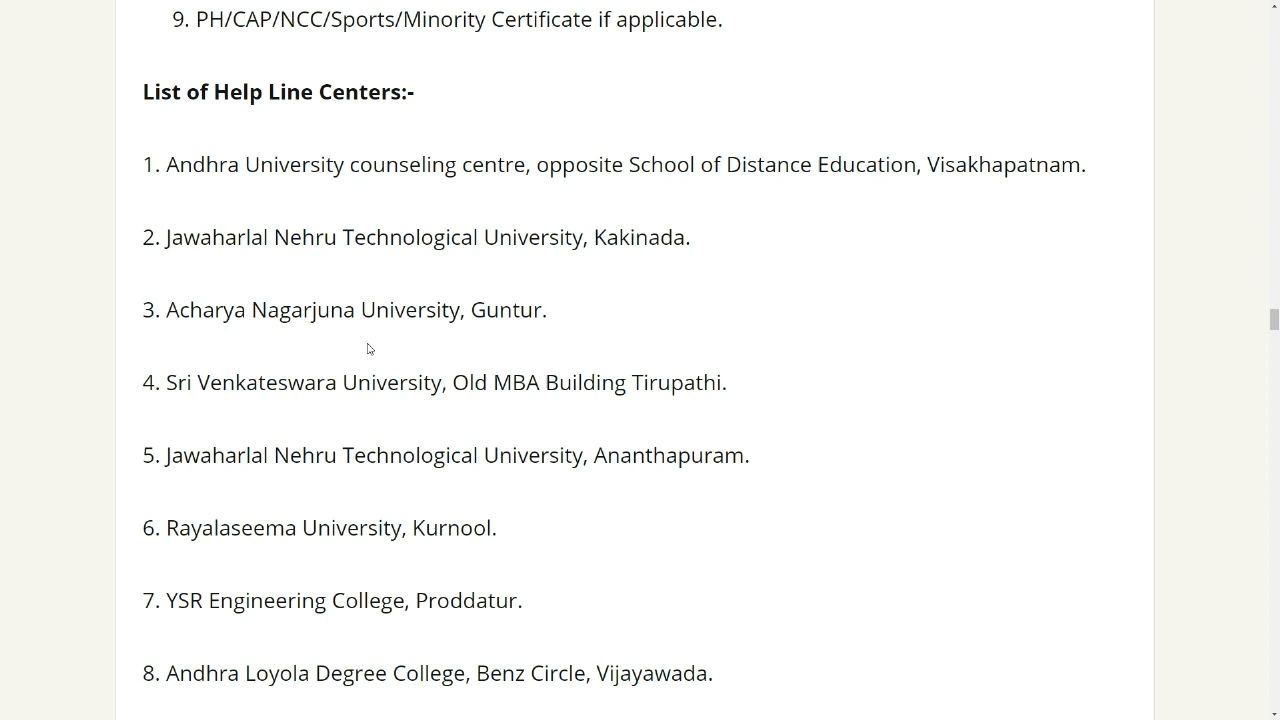 9. PH/CAP/NCC/Sports/Minority Certificate if applicable.
List of Help Line Centers:-
1. Andhra University counseling centre, opposite School of Distance Education, Visakhapatnam.
2. Jawaharlal Nehru Technological University, Kakinada.
3. Acharya Nagarjuna University, Guntur.
4. Sri Venkateswara University, Old MBA Building Tirupathi.
5. Jawaharlal Nehru Technological University, Ananthapuram.
6. Rayalaseema University, Kurnool.
7. YSR Engineering College, Proddatur.
8. Andhra Loyola Degree College, Benz Circle, Vijayawada.